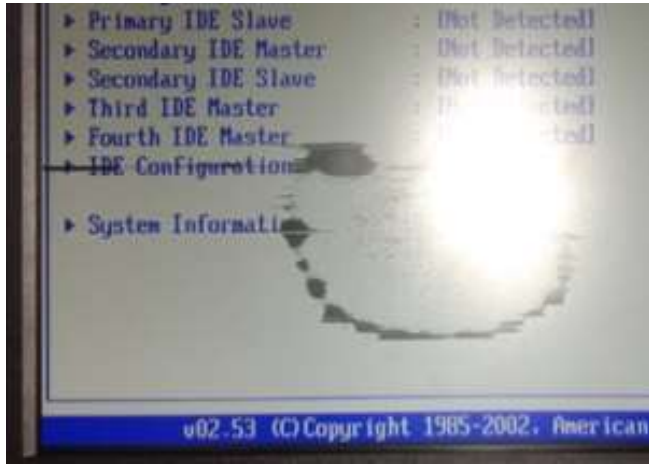 ▶ Primary IDE Slave : [Not Detected]
▶ Secondary IDE Master : [Not Detected]
▶ Secondary IDE Slave : [Not Detected]
▶ Third IDE Master
▶ Fourth IDE Master
▶ IDE Configuration
▶ System Informati
v02.53 (C)Copyright 1985-2002, American